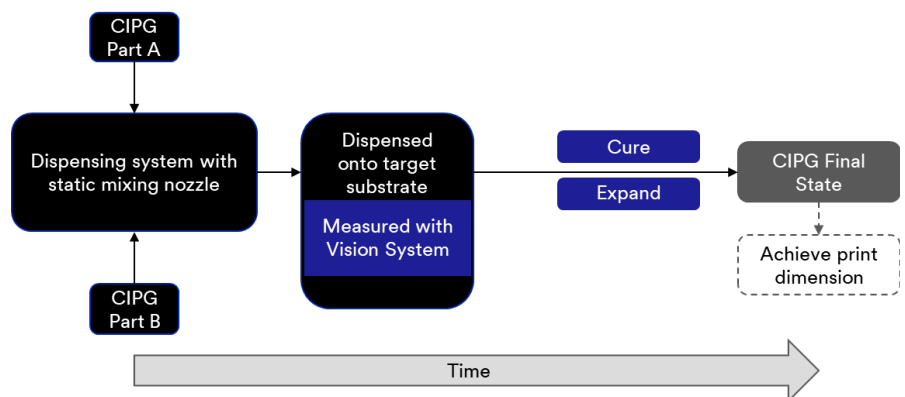 CIPG
Part A
Dispensing system with
static mixing nozzle
CIPG
Part B
Dispensed
onto target
substrate
Measured with
Vision System
Cure
Expand
CIPG Final
State
Achieve print
dimension
Time